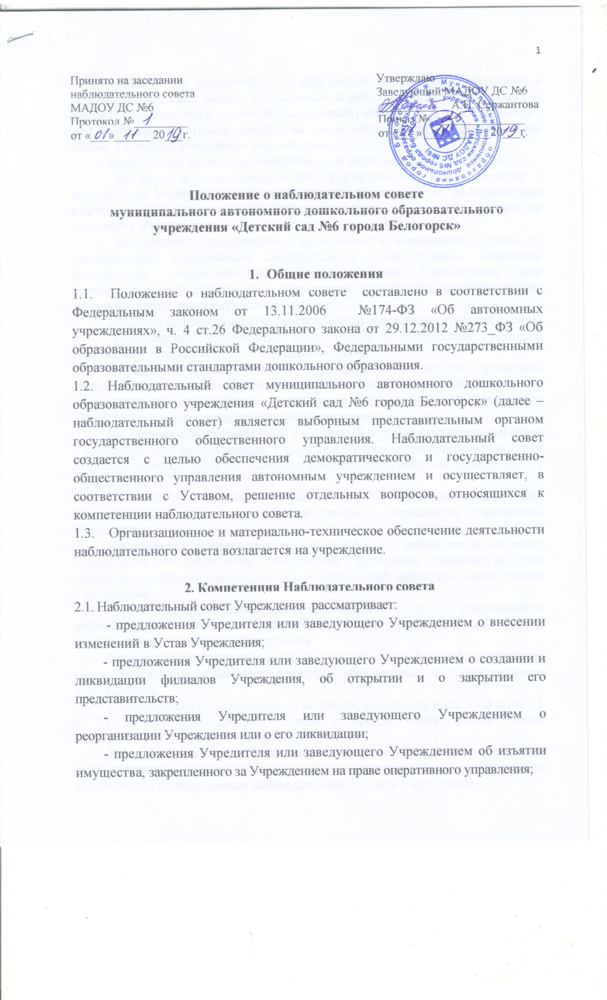 1
Принято на заседании
наблюдательного совета
МАДОУ ДС №6
Протокол № 1
от « 01 » 11 2019 г.
Утверждаю
Заведующий МАДОУ ДС №6
А.П. Сержантова
Приказ №
от « » 2019 г.
Положение о наблюдательном совете
муниципального автономного дошкольного образовательного
учреждения «Детский сад №6 города Белогорск»
1. Общие положения
1.1. Положение о наблюдательном совете составлено в соответствии с
Федеральным законом от 13.11.2006 №174-ФЗ «Об автономных
учреждениях», ч. 4 ст.26 Федерального закона от 29.12.2012 №273 ФЗ «Об
образовании в Российской Федерации», Федеральными государственными
образовательными стандартами дошкольного образования.
1.2. Наблюдательный совет муниципального автономного дошкольного
образовательного учреждения «Детский сад №6 города Белогорск» (далее –
наблюдательный совет) является выборным представительным органом
государственного общественного управления. Наблюдательный совет
создается с целью обеспечения демократического и государственно-
общественного управления автономным учреждением и осуществляет, в
соответствии с Уставом, решение отдельных вопросов, относящихся к
компетенции наблюдательного совета.
1.3. Организационное и материально-техническое обеспечение деятельности
наблюдательного совета возлагается на учреждение.
2. Компетенция Наблюдательного совета
2.1. Наблюдательный совет Учреждения рассматривает:
- предложения Учредителя или заведующего Учреждением о внесении
изменений в Устав Учреждения;
- предложения Учредителя или заведующего Учреждением о создании и
ликвидации филиалов Учреждения, об открытии и о закрытии его
представительств;
- предложения Учредителя или заведующего Учреждением о
реорганизации Учреждения или о его ликвидации;
- предложения Учредителя или заведующего Учреждением об изъятии
имущества, закрепленного за Учреждением на праве оперативного управления;